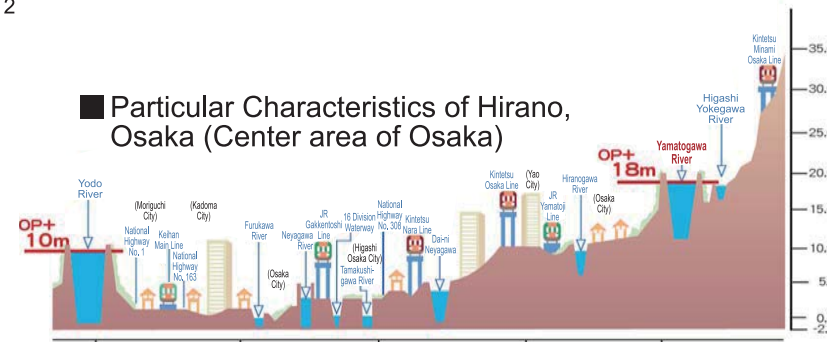 2
■ Particular Characteristics of Hirano,
Osaka (Center area of Osaka)
OP+
10m
Yodo
River
(Moriguchi
City)
National
Highway
No, 1
Keihan
Main Line
National
Highway
No, 163
(Kadoma
City)
Furukawa
River
(Osaka
City)
Neyagawa
River
JR
Gakkentoshi
Line
16 Division
Waterway
(Higashi
Osaka City)
Tamakushi-
gawa River
National
Highway
No, 308
Kintetsu
Nara Line
Dai-ni
Neyagawa
Kintetsu
Osaka Line
(Yao
City)
JR
Yamatoji
Line
Hiranogawa
River
(Osaka
City)
OP+
18m
Yamatogawa
River
Higashi
Yokegawa
River
Kintetsu
Minami
Osaka Line
35.
30.
25.
20.
15.
10.
5.
0.
-2.